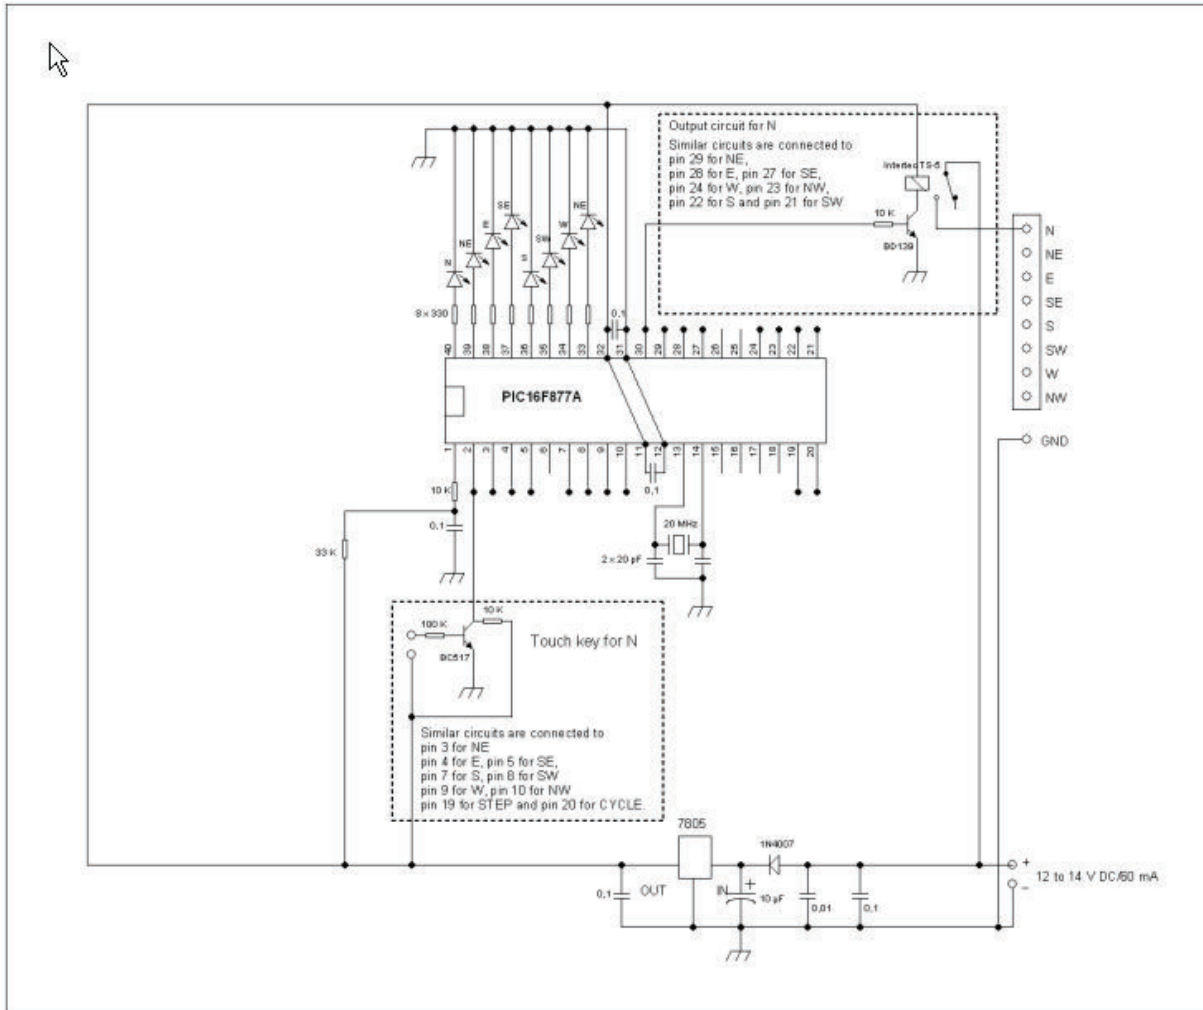 Output circuit for N
Similar circuits are connected to
pin 29 for NE,
pin 28 for E, pin 27 for SE,
pin 24 for W, pin 23 for NW,
pin 22 for S and pin 21 for SW
Intertec TS-5
10 K
BD139
N
NE
E
SE
S
SW
W
NW
GND
N
NE
E
SE
S
SW
W
NE
8 x 330
0,1
40
39
38
37
36
35
34
33
32
31
30
29
28
27
26
25
24
23
22
21
PIC16F877A
1
2
3
4
5
6
7
8
9
10
11
12
13
14
15
16
17
18
19
20
10 K
0,1
33 K
0,1
20 MHz
2 x 20 pF
10 K
100 K
BC517
Touch key for N
Similar circuits are connected to
pin 3 for NE
pin 4 for E, pin 5 for SE,
pin 7 for S, pin 8 for SW
pin 9 for W, pin 10 for NW
pin 19 for STEP and pin 20 for CYCLE.
7805
1N4007
+
12 to 14 V DC/60 mA
-
0,1
OUT
IN
+
10 µF
0,01
0,1